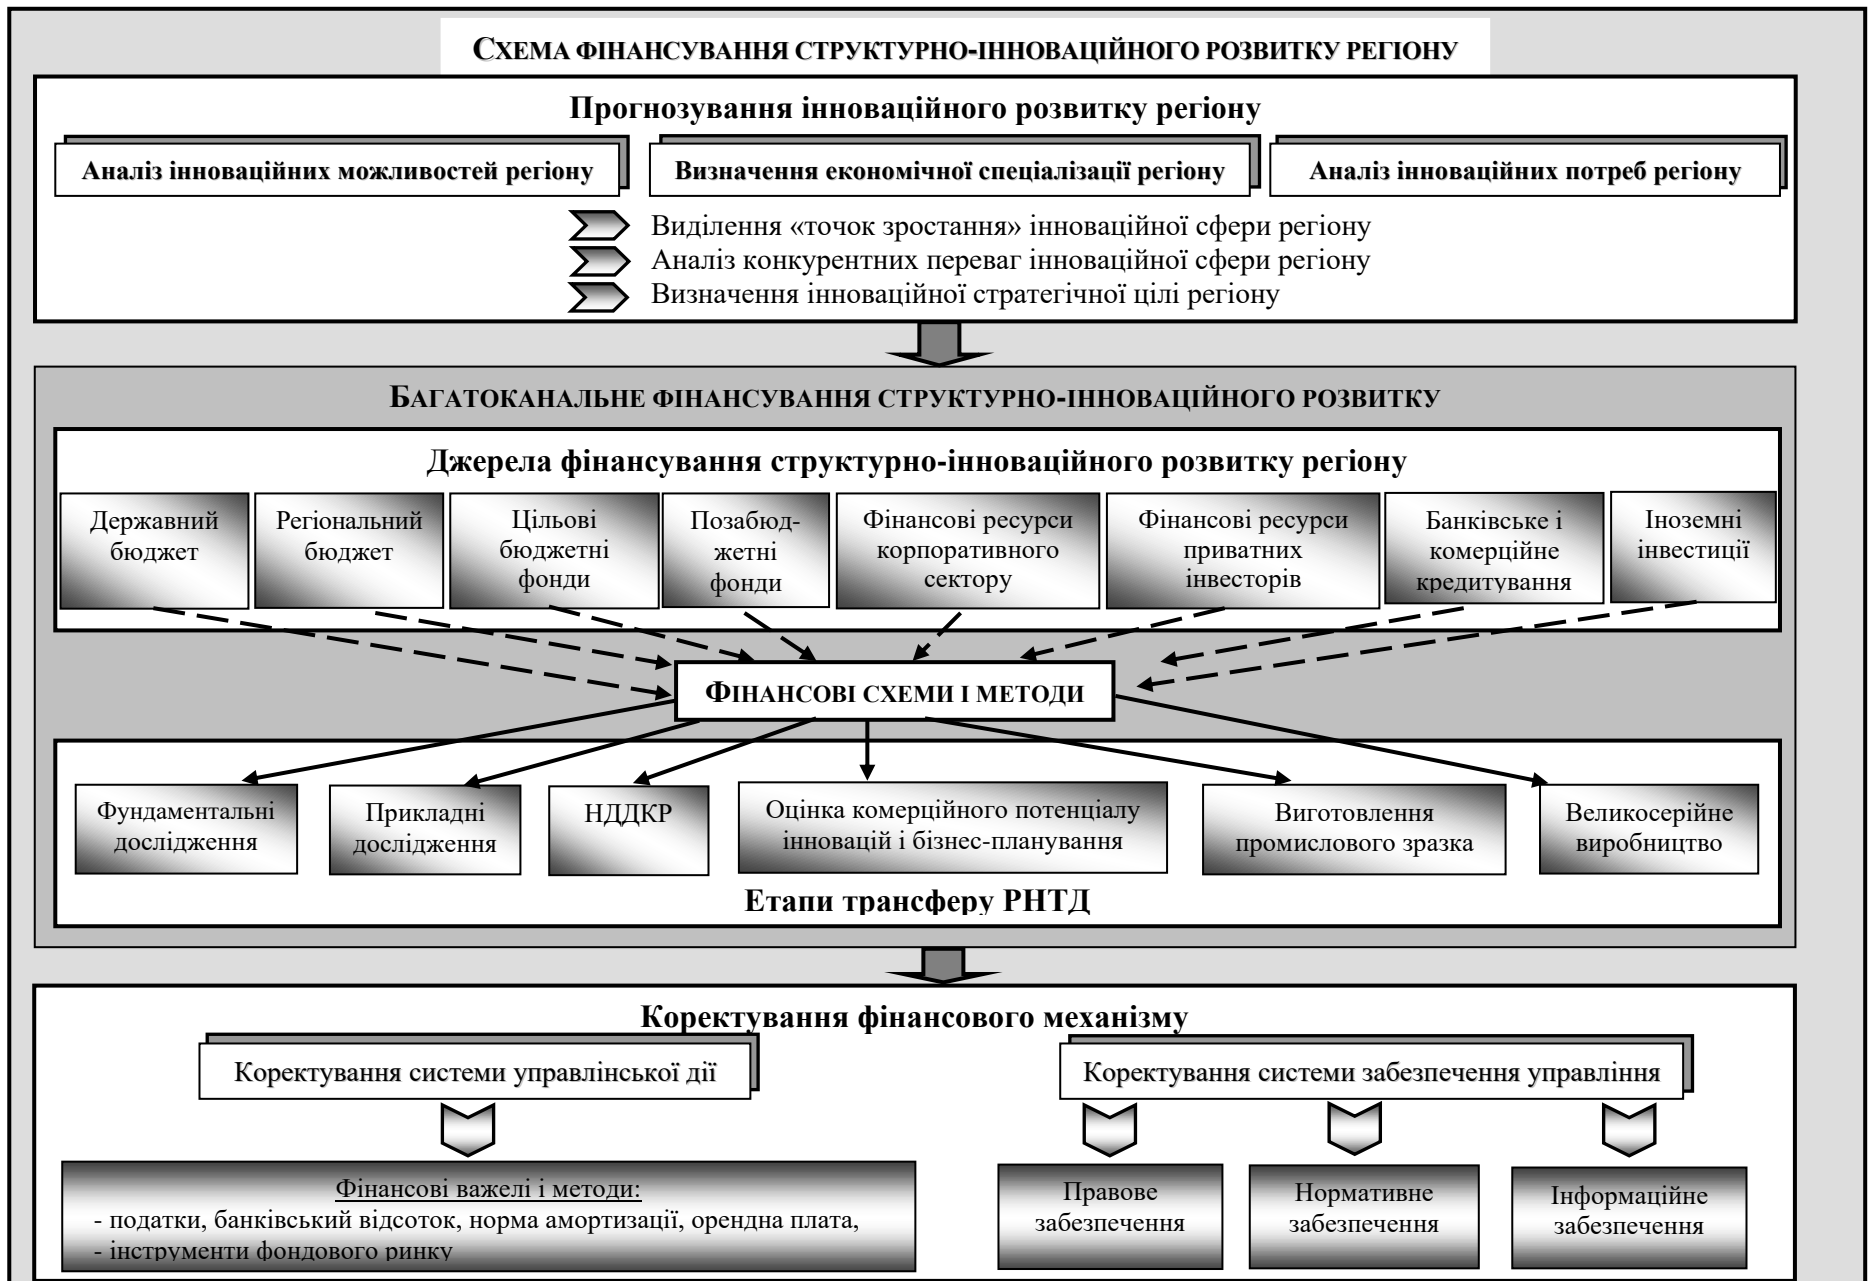 СХЕМА ФІНАНСУВАННЯ СТРУКТУРНО-ІННОВАЦІЙНОГО РОЗВИТКУ РЕГІОНУ
Прогнозування інноваційного розвитку регіону
Аналіз інноваційних можливостей регіону
Визначення економічної спеціалізації регіону
Аналіз інноваційних потреб регіону
Виділення «точок зростання» інноваційної сфери регіону
Аналіз конкурентних переваг інноваційної сфери регіону
Визначення інноваційної стратегічної цілі регіону
БАГАТОКАНАЛЬНЕ ФІНАНСУВАННЯ СТРУКТУРНО-ІННОВАЦІЙНОГО РОЗВИТКУ
Джерела фінансування структурно-інноваційного розвитку регіону
Державний
бюджет
Регіональний
бюджет
Цільові
бюджетні
фонди
Позабюд-
жетні
фонди
Фінансові ресурси
корпоративного
сектору
Фінансові ресурси
приватних
інвесторів
Банківське і
комерційне
кредитування
Іноземні
інвестиції
ФІНАНСОВІ СХЕМИ І МЕТОДИ
Фундаментальні
дослідження
Прикладні
дослідження
НДДКР
Оцінка комерційного потенціалу
інновацій і бізнес-планування
Виготовлення
промислового зразка
Великосерійне
виробництво
Етапи трансферу РНТД
Коректування фінансового механізму
Коректування системи управлінської дії
Коректування системи забезпечення управління
Фінансові важелі і методи:
- податки, банківський відсоток, норма амортизації, орендна плата,
- інструменти фондового ринку
Правове
забезпечення
Нормативне
забезпечення
Інформаційне
забезпечення